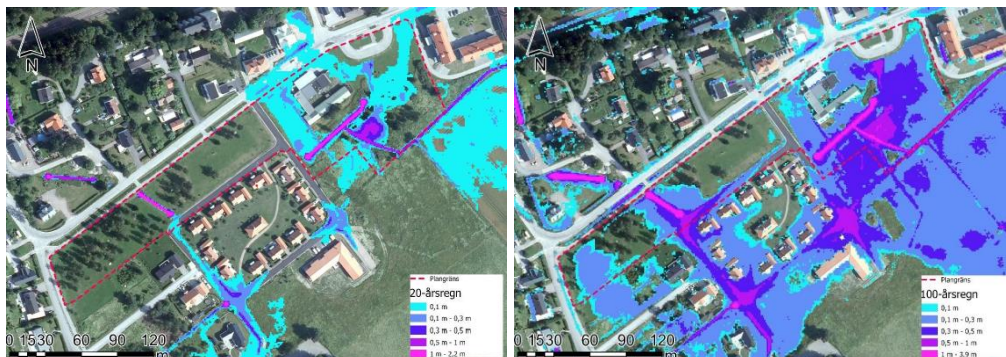 N
Plangräns
20-årsregn
0,1 m
0,1 m - 0,3 m
0,3 m - 0,5 m
0,5 m - 1 m
1 m - 2,2 m
0 15 30 60 90 120
m
N
Plangräns
100-årsregn
0,1 m
0,1 m - 0,3 m
0,3 m - 0,5 m
0,5 m - 1 m
1 m - 3,9 m
0 15 30 60 90 120
m